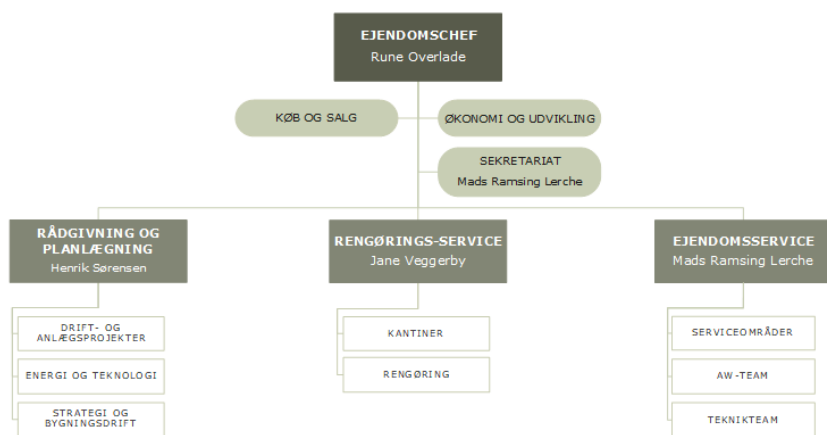 EJENDOMSCHEF
Rune Overlade
KØB OG SALG
ØKONOMI OG UDVIKLING
SEKRETARIAT
Mads Ramsing Lerche
RÅDGIVNING OG
PLANLÆGNING
Henrik Sørensen
DRIFT- OG
ANLÆGSPROJEKTER
ENERGI OG TEKNOLOGI
STRATEGI OG
BYGNINGSDRIFT
RENGØRINGS-SERVICE
Jane Veggerby
KANTINER
RENGØRING
EJENDOMSSERVICE
Mads Ramsing Lerche
SERVICEOMRÅDER
AW-TEAM
TEKNIKTEAM